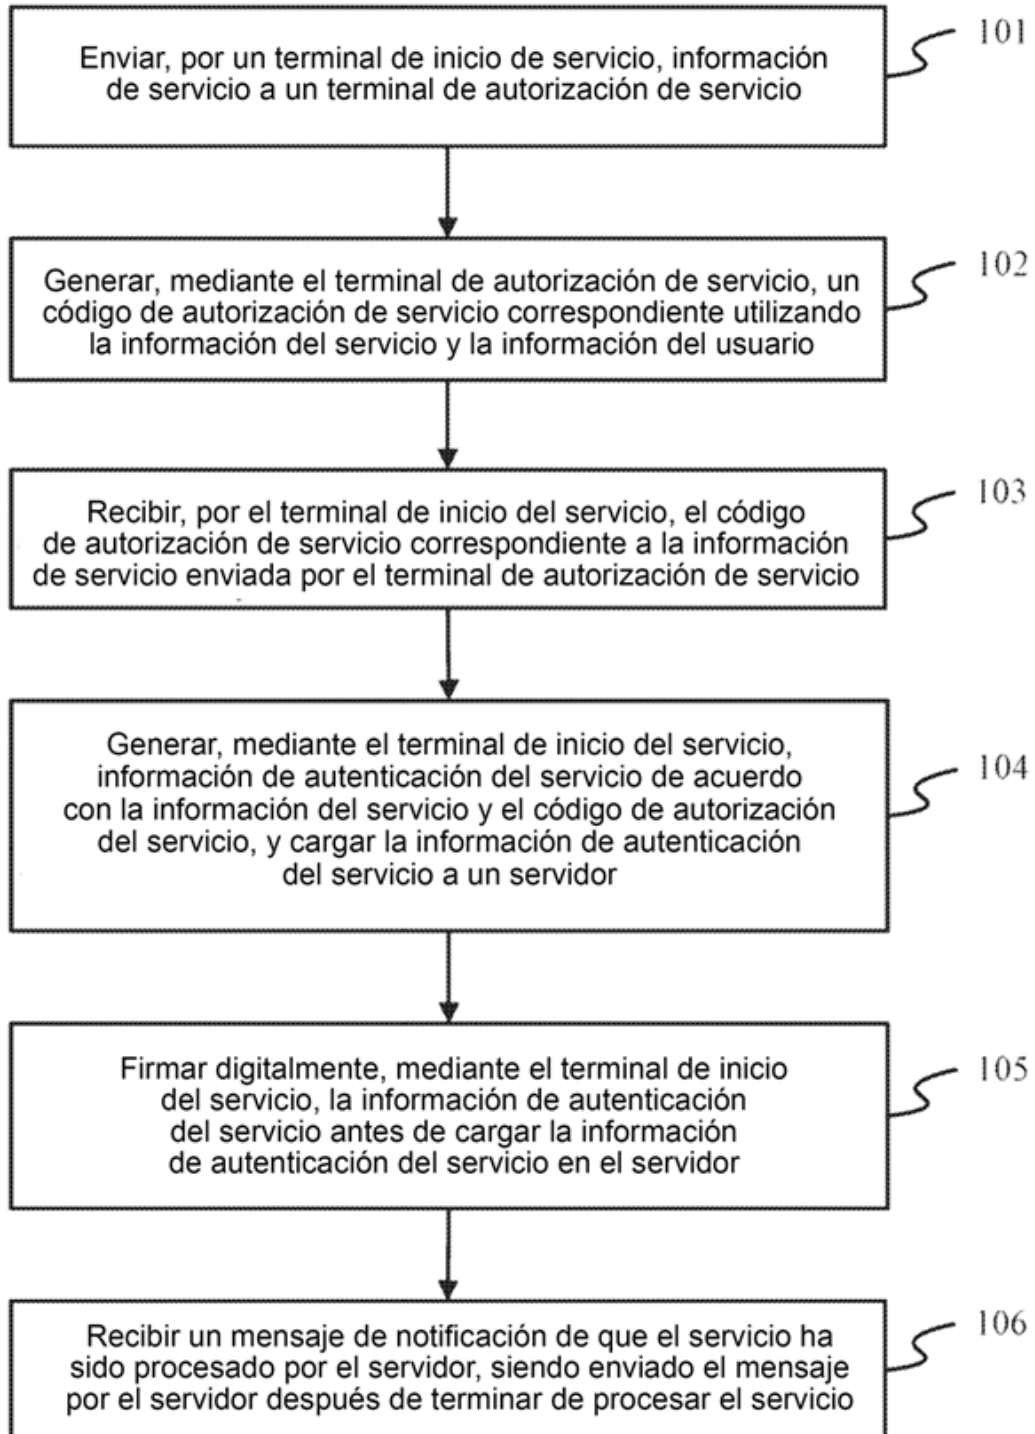 101
Enviar, por un terminal de inicio de servicio, información
de servicio a un terminal de autorización de servicio
102
Generar, mediante el terminal de autorización de servicio, un
código de autorización de servicio correspondiente utilizando
la información del servicio y la información del usuario
103
Recibir, por el terminal de inicio del servicio, el código
de autorización de servicio correspondiente a la información
de servicio enviada por el terminal de autorización de servicio
104
Generar, mediante el terminal de inicio del servicio,
información de autenticación del servicio de acuerdo
con la información del servicio y el código de autorización
del servicio, y cargar la información de autenticación
del servicio a un servidor
105
Firmar digitalmente, mediante el terminal de inicio
del servicio, la información de autenticación
del servicio antes de cargar la información
de autenticación del servicio en el servidor
106
Recibir un mensaje de notificación de que el servicio ha
sido procesado por el servidor, siendo enviado el mensaje
por el servidor después de terminar de procesar el servicio